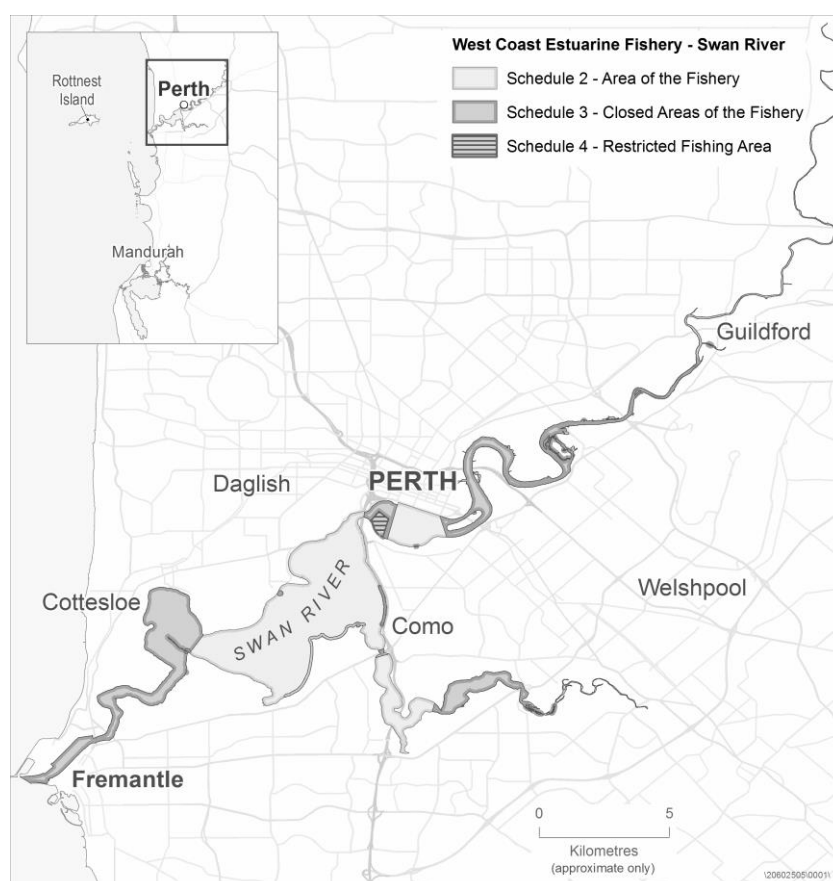 West Coast Estuarine Fishery - Swan River
Schedule 2 - Area of the Fishery
Schedule 3 - Closed Areas of the Fishery
Schedule 4 - Restricted Fishing Area
Rottnest
Island
Perth
Mandurah
Guildford
PERTH
Daglish
Welshpool
Cottesloe
SWAN RIVER
Como
Fremantle
0
5
Kilometres
(approximate only)
\20602505\0001\